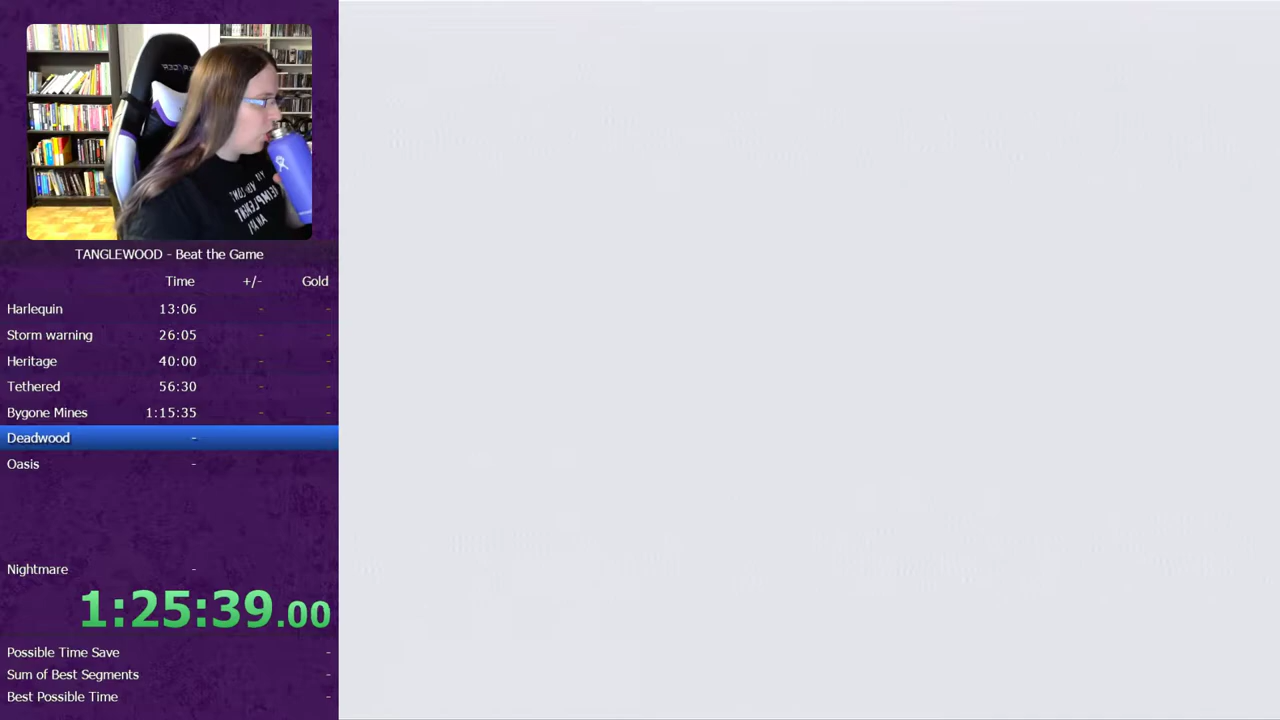 TANGLEWOOD - Beat the Game
Time +/- Gold
Harlequin 13:06 - -
Storm warning 26:05 - -
Heritage 40:00 - -
Tethered 56:30 - -
Bygone Mines 1:15:35 - -
Deadwood -
Oasis -
Nightmare -
1:25:39.00
Possible Time Save -
Sum of Best Segments -
Best Possible Time -